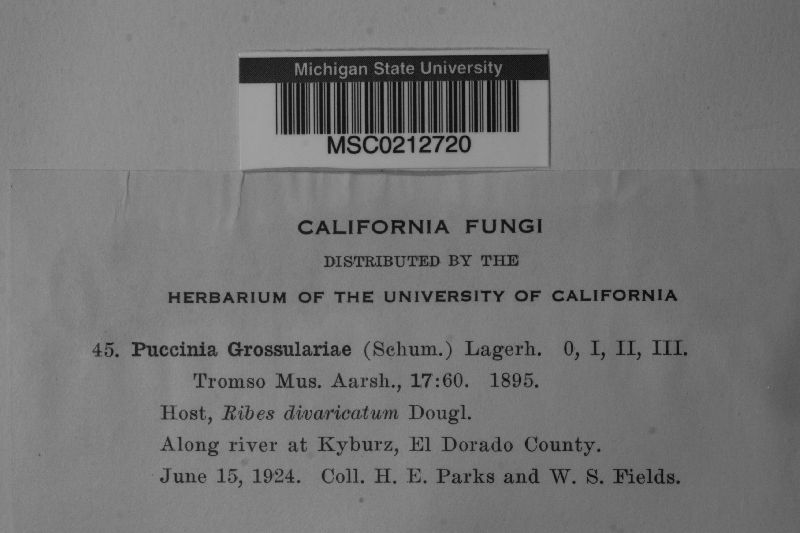 Michigan State University
MSC0212720
CALIFORNIA FUNGI
DISTRIBUTED BY THE
HERBARIUM OF THE UNIVERSITY OF CALIFORNIA
45. Puccinia Grossulariae (Schum.) Lagerh. 0, I, II, III.
Tromso Mus. Aarsh., 17:60. 1895.
Host, Ribes divaricatum Dougl.
Along river at Kyburz, El Dorado County.
June 15, 1924. Coll. H. E. Parks and W. S. Fields.